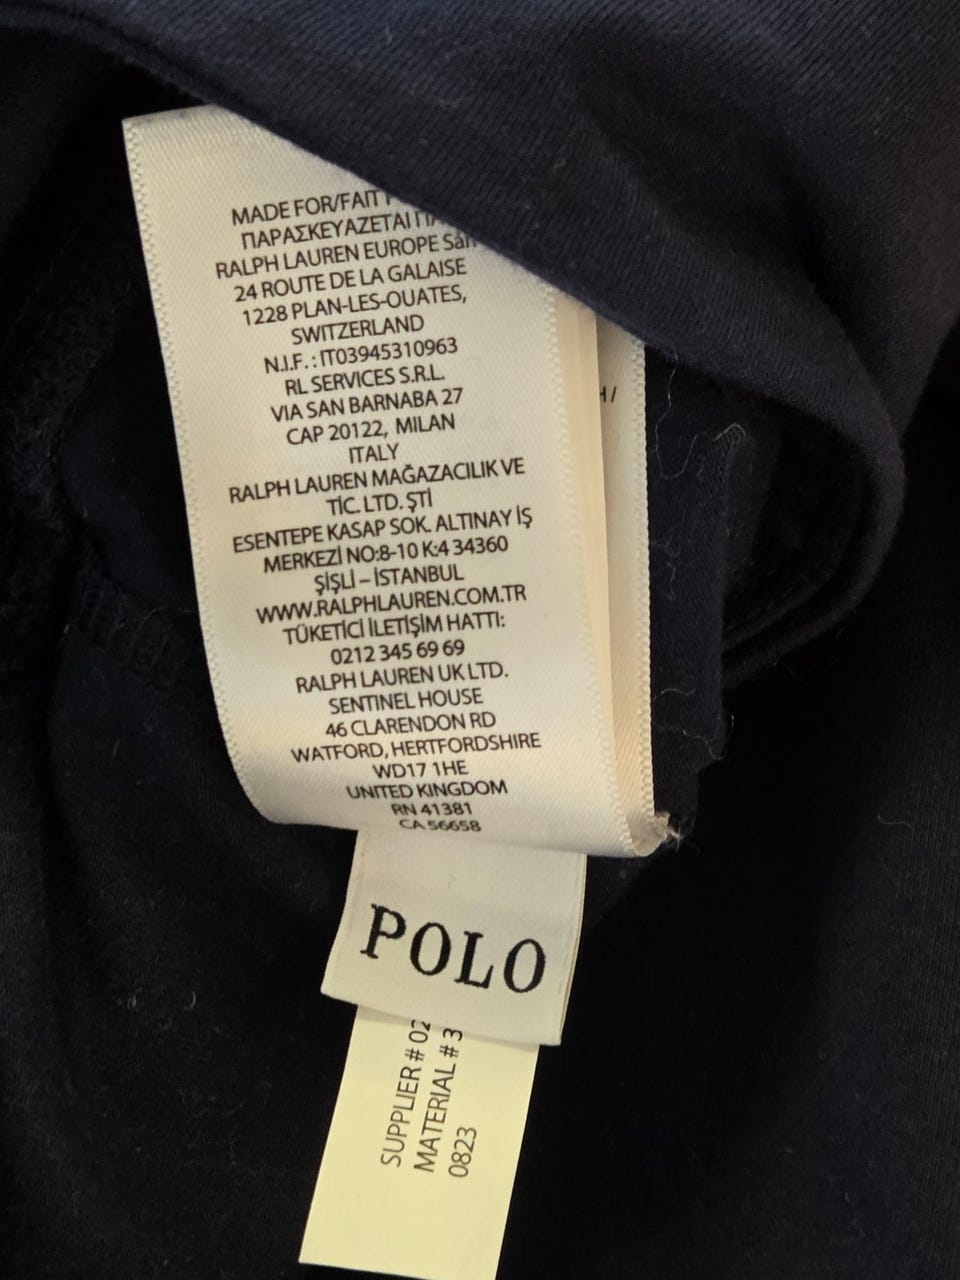 MADE FOR/FAIT
ΠΑΡΑΣΚΕΥΑΖΕΤΑΙ
RALPH LAUREN EUROPE Sàrl
24 ROUTE DE LA GALAISE
1228 PLAN-LES-OUATES,
SWITZERLAND
N.I.F. : IT03945310963
RL SERVICES S.R.L.
VIA SAN BARNABA 27
CAP 20122, MILAN
ITALY
RALPH LAUREN MAĞAZACILIK VE
TİC. LTD. ŞTİ
ESENTEPE KASAP SOK. ALTINAY İŞ
MERKEZİ NO:8-10 K:4 34360
ŞİŞLİ – İSTANBUL
WWW.RALPHLAUREN.COM.TR
TÜKETİCİ İLETİŞİM HATTI:
0212 345 69 69
RALPH LAUREN UK LTD.
SENTINEL HOUSE
46 CLARENDON RD
WATFORD, HERTFORDSHIRE
WD17 1HE
UNITED KINGDOM
RN 41381
CA 56658
POLO
SUPPLIER # 02
MATERIAL # 3
0823